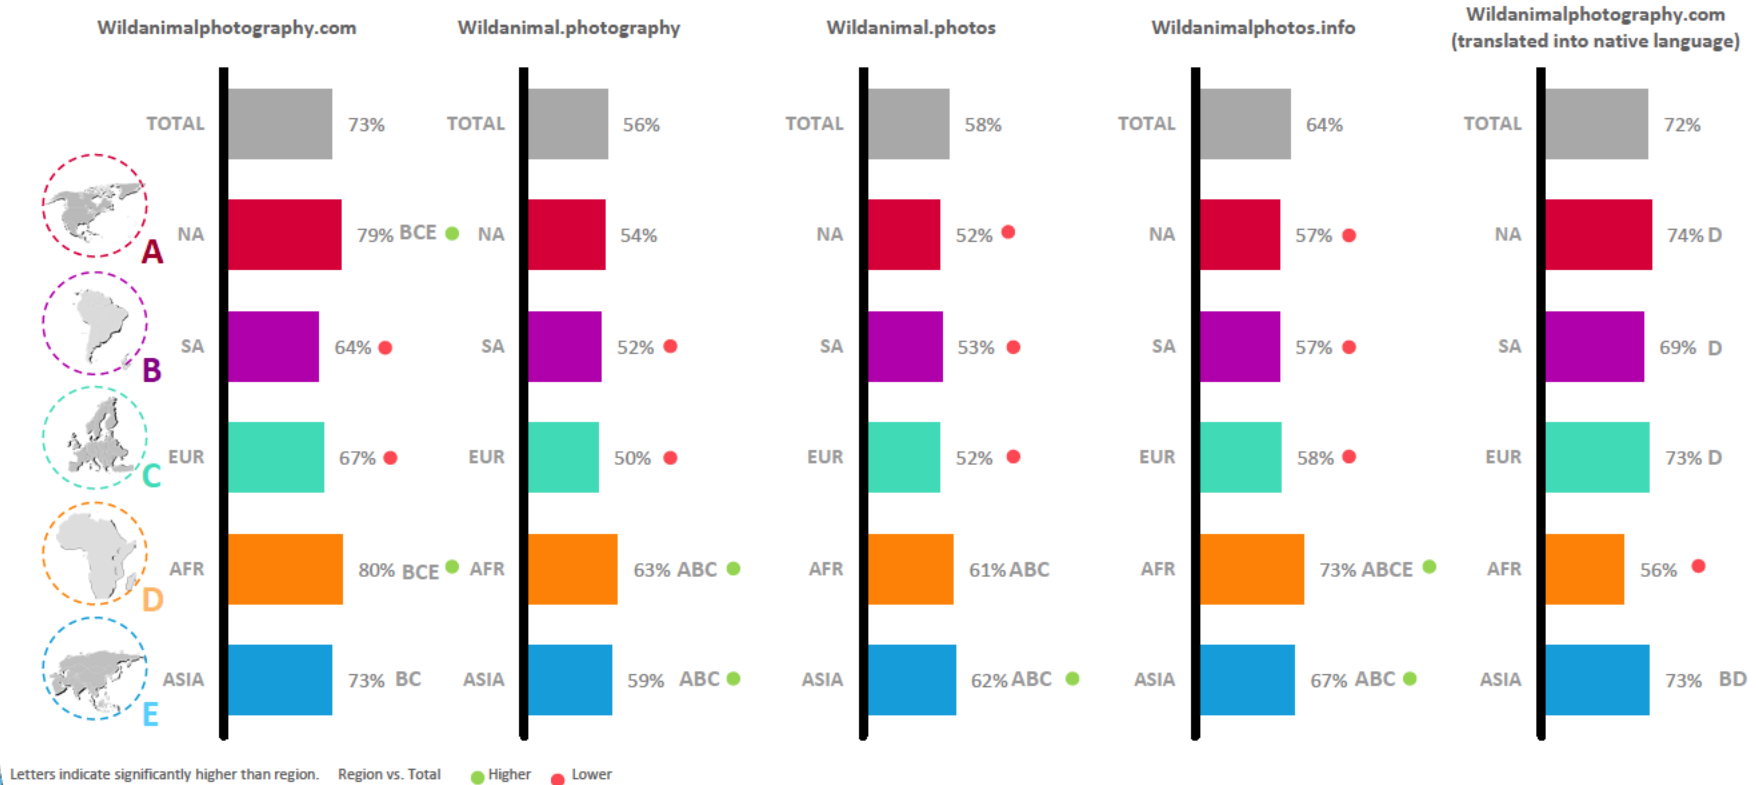 Wildanimalphotography.com
Wildanimal.photography
Wildanimal.photos
Wildanimalphotos.info
Wildanimalphotography.com
(translated into native language)
TOTAL 73% TOTAL 56% TOTAL 58% TOTAL 64% TOTAL 72%
A NA 79% BCE NA 54% NA 52% NA 57% NA 74% D
B SA 64% SA 52% SA 53% SA 57% SA 69% D
C EUR 67% EUR 50% EUR 52% EUR 58% EUR 73% D
D AFR 80% BCE AFR 63% ABC AFR 61% ABC AFR 73% ABCE AFR 56%
E ASIA 73% BC ASIA 59% ABC ASIA 62% ABC ASIA 67% ABC ASIA 73% BD
Letters indicate significantly higher than region. Region vs. Total Higher Lower